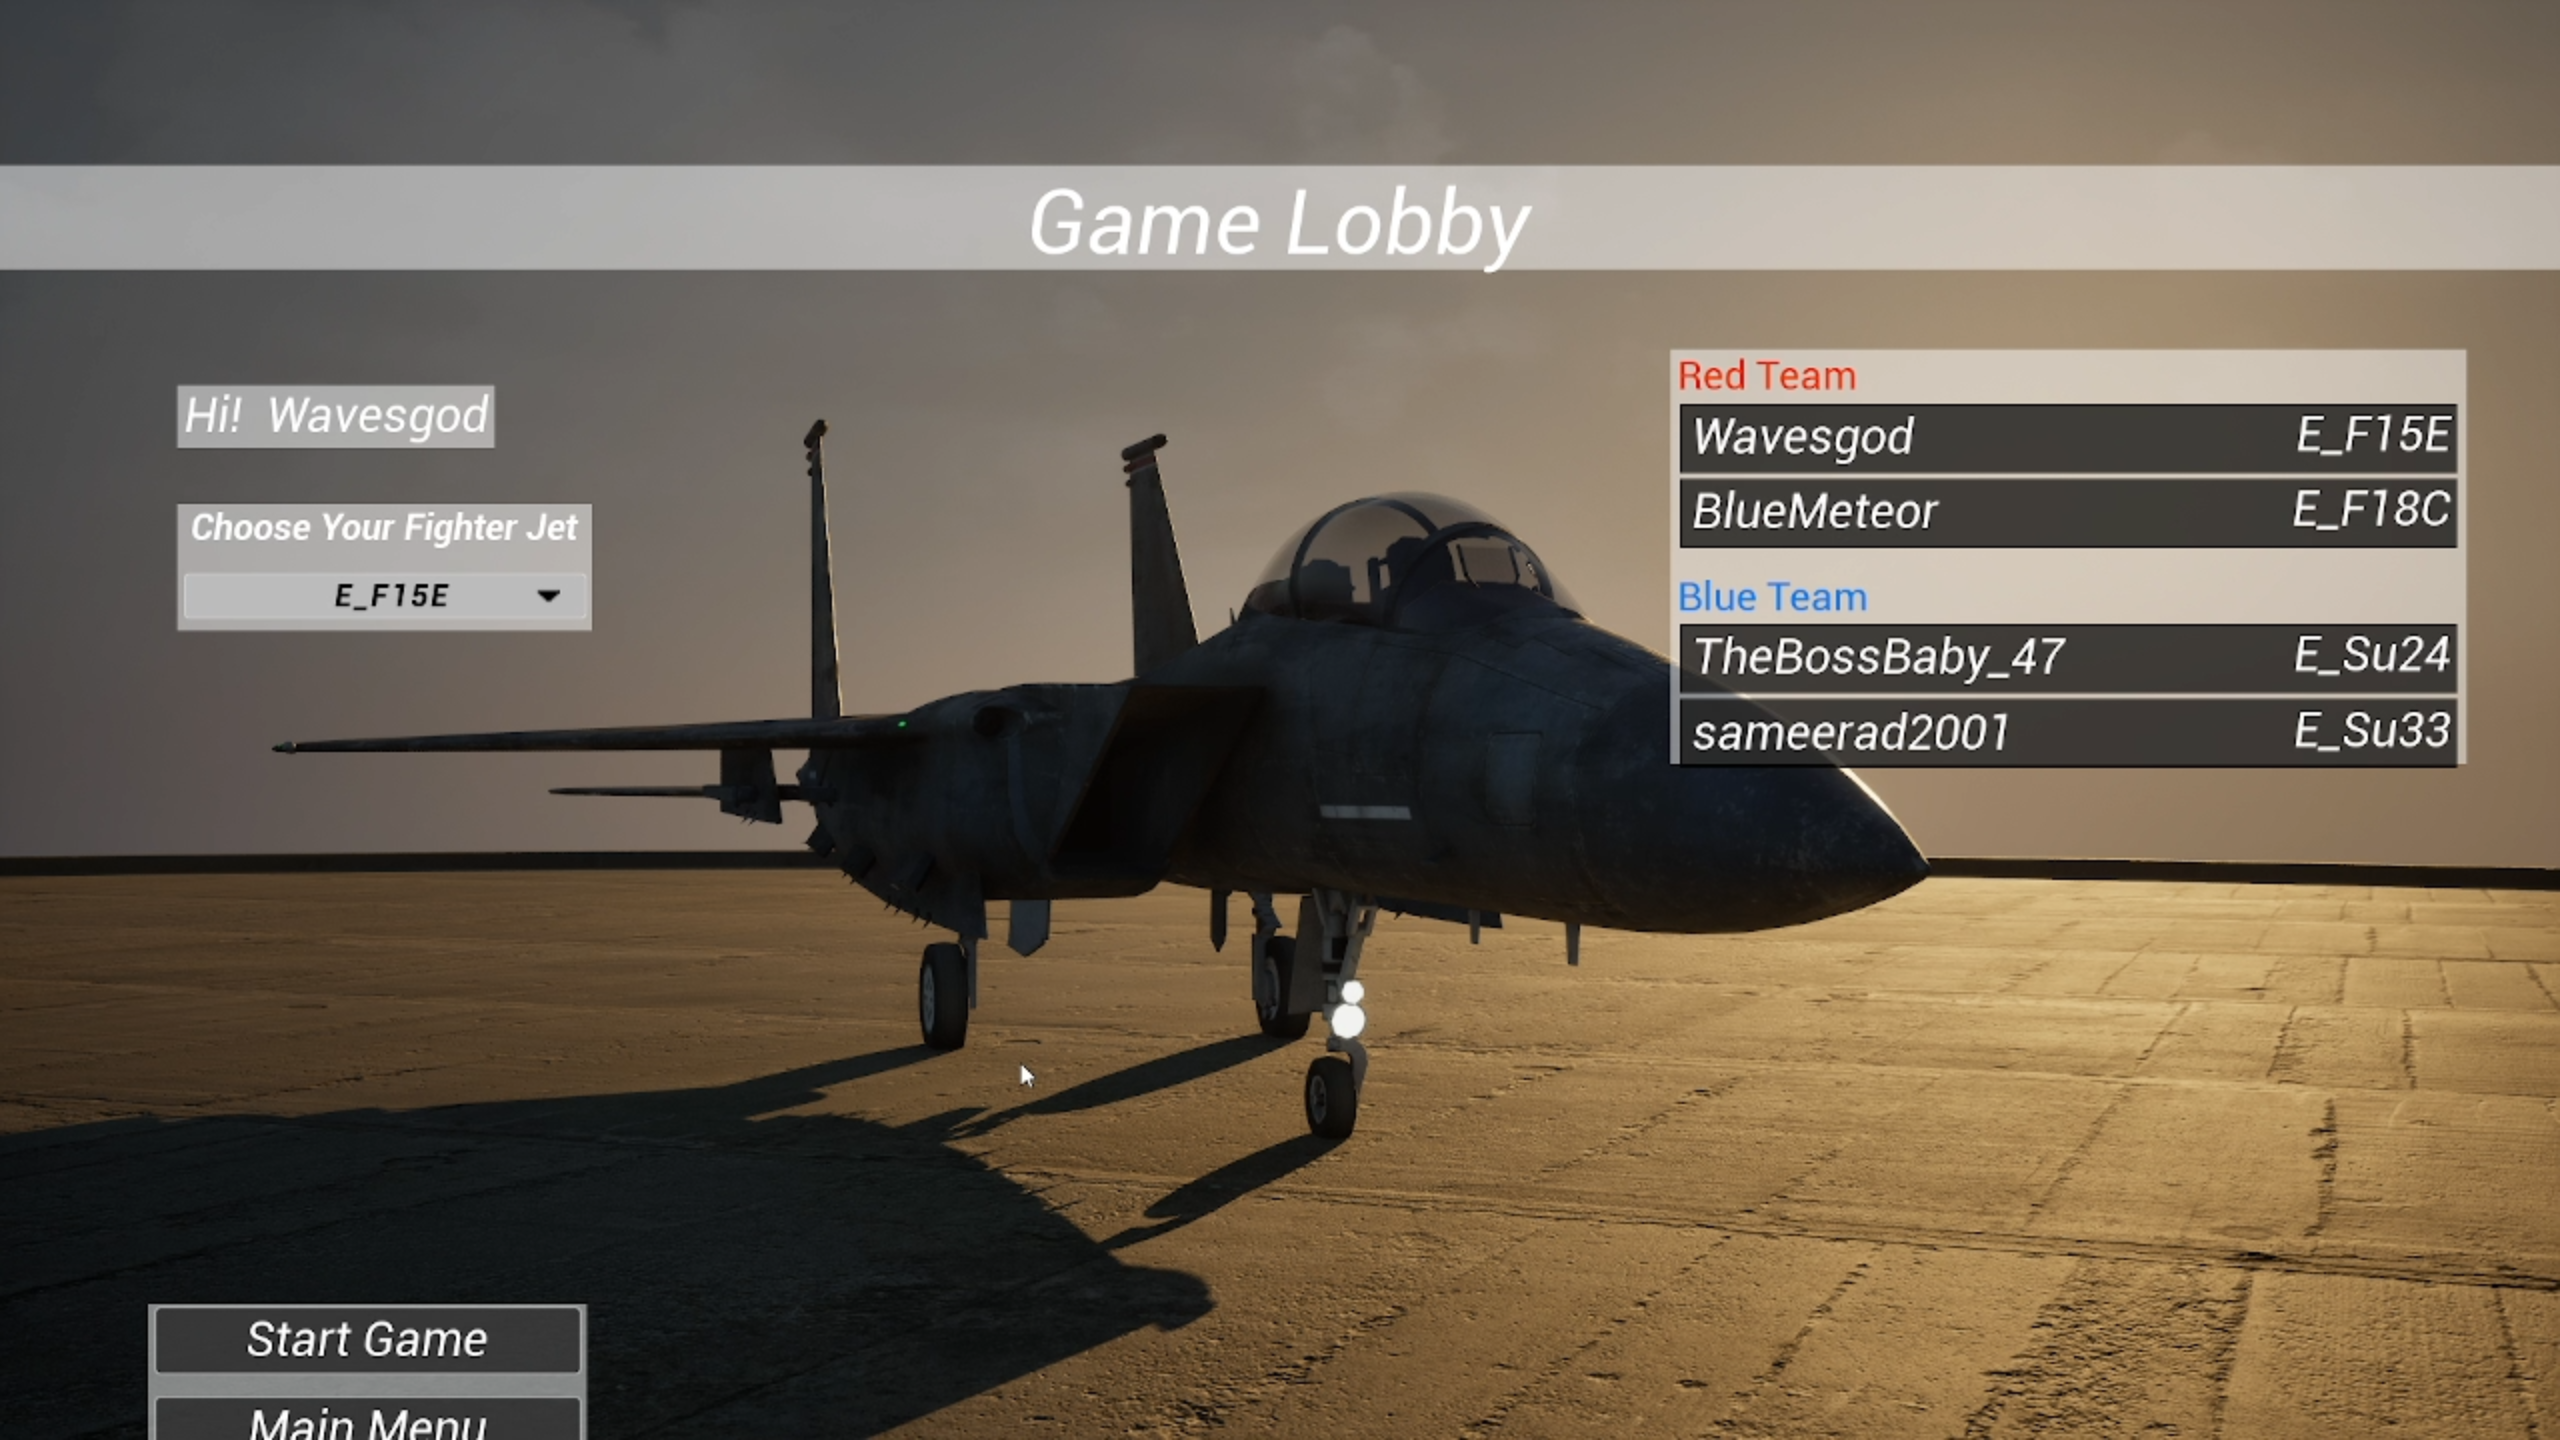 Game Lobby
Hi! Wavesgod
Choose Your Fighter Jet
E_F15E
Red Team
Wavesgod E_F15E
BlueMeteor E_F18C
Blue Team
TheBossBaby_47 E_Su24
sameerad2001 E_Su33
Start Game
Main Menu